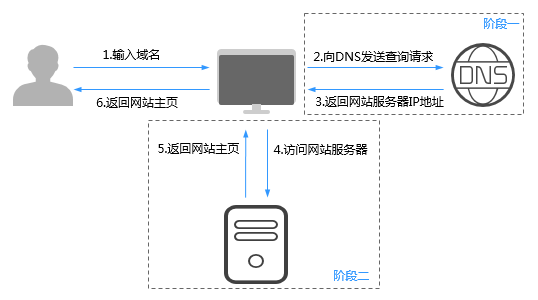 阶段一
1.输入域名
2.向DNS发送查询请求
DNS
6.返回网站主页
3.返回网站服务器IP地址
5.返回网站主页
4.访问网站服务器
阶段二